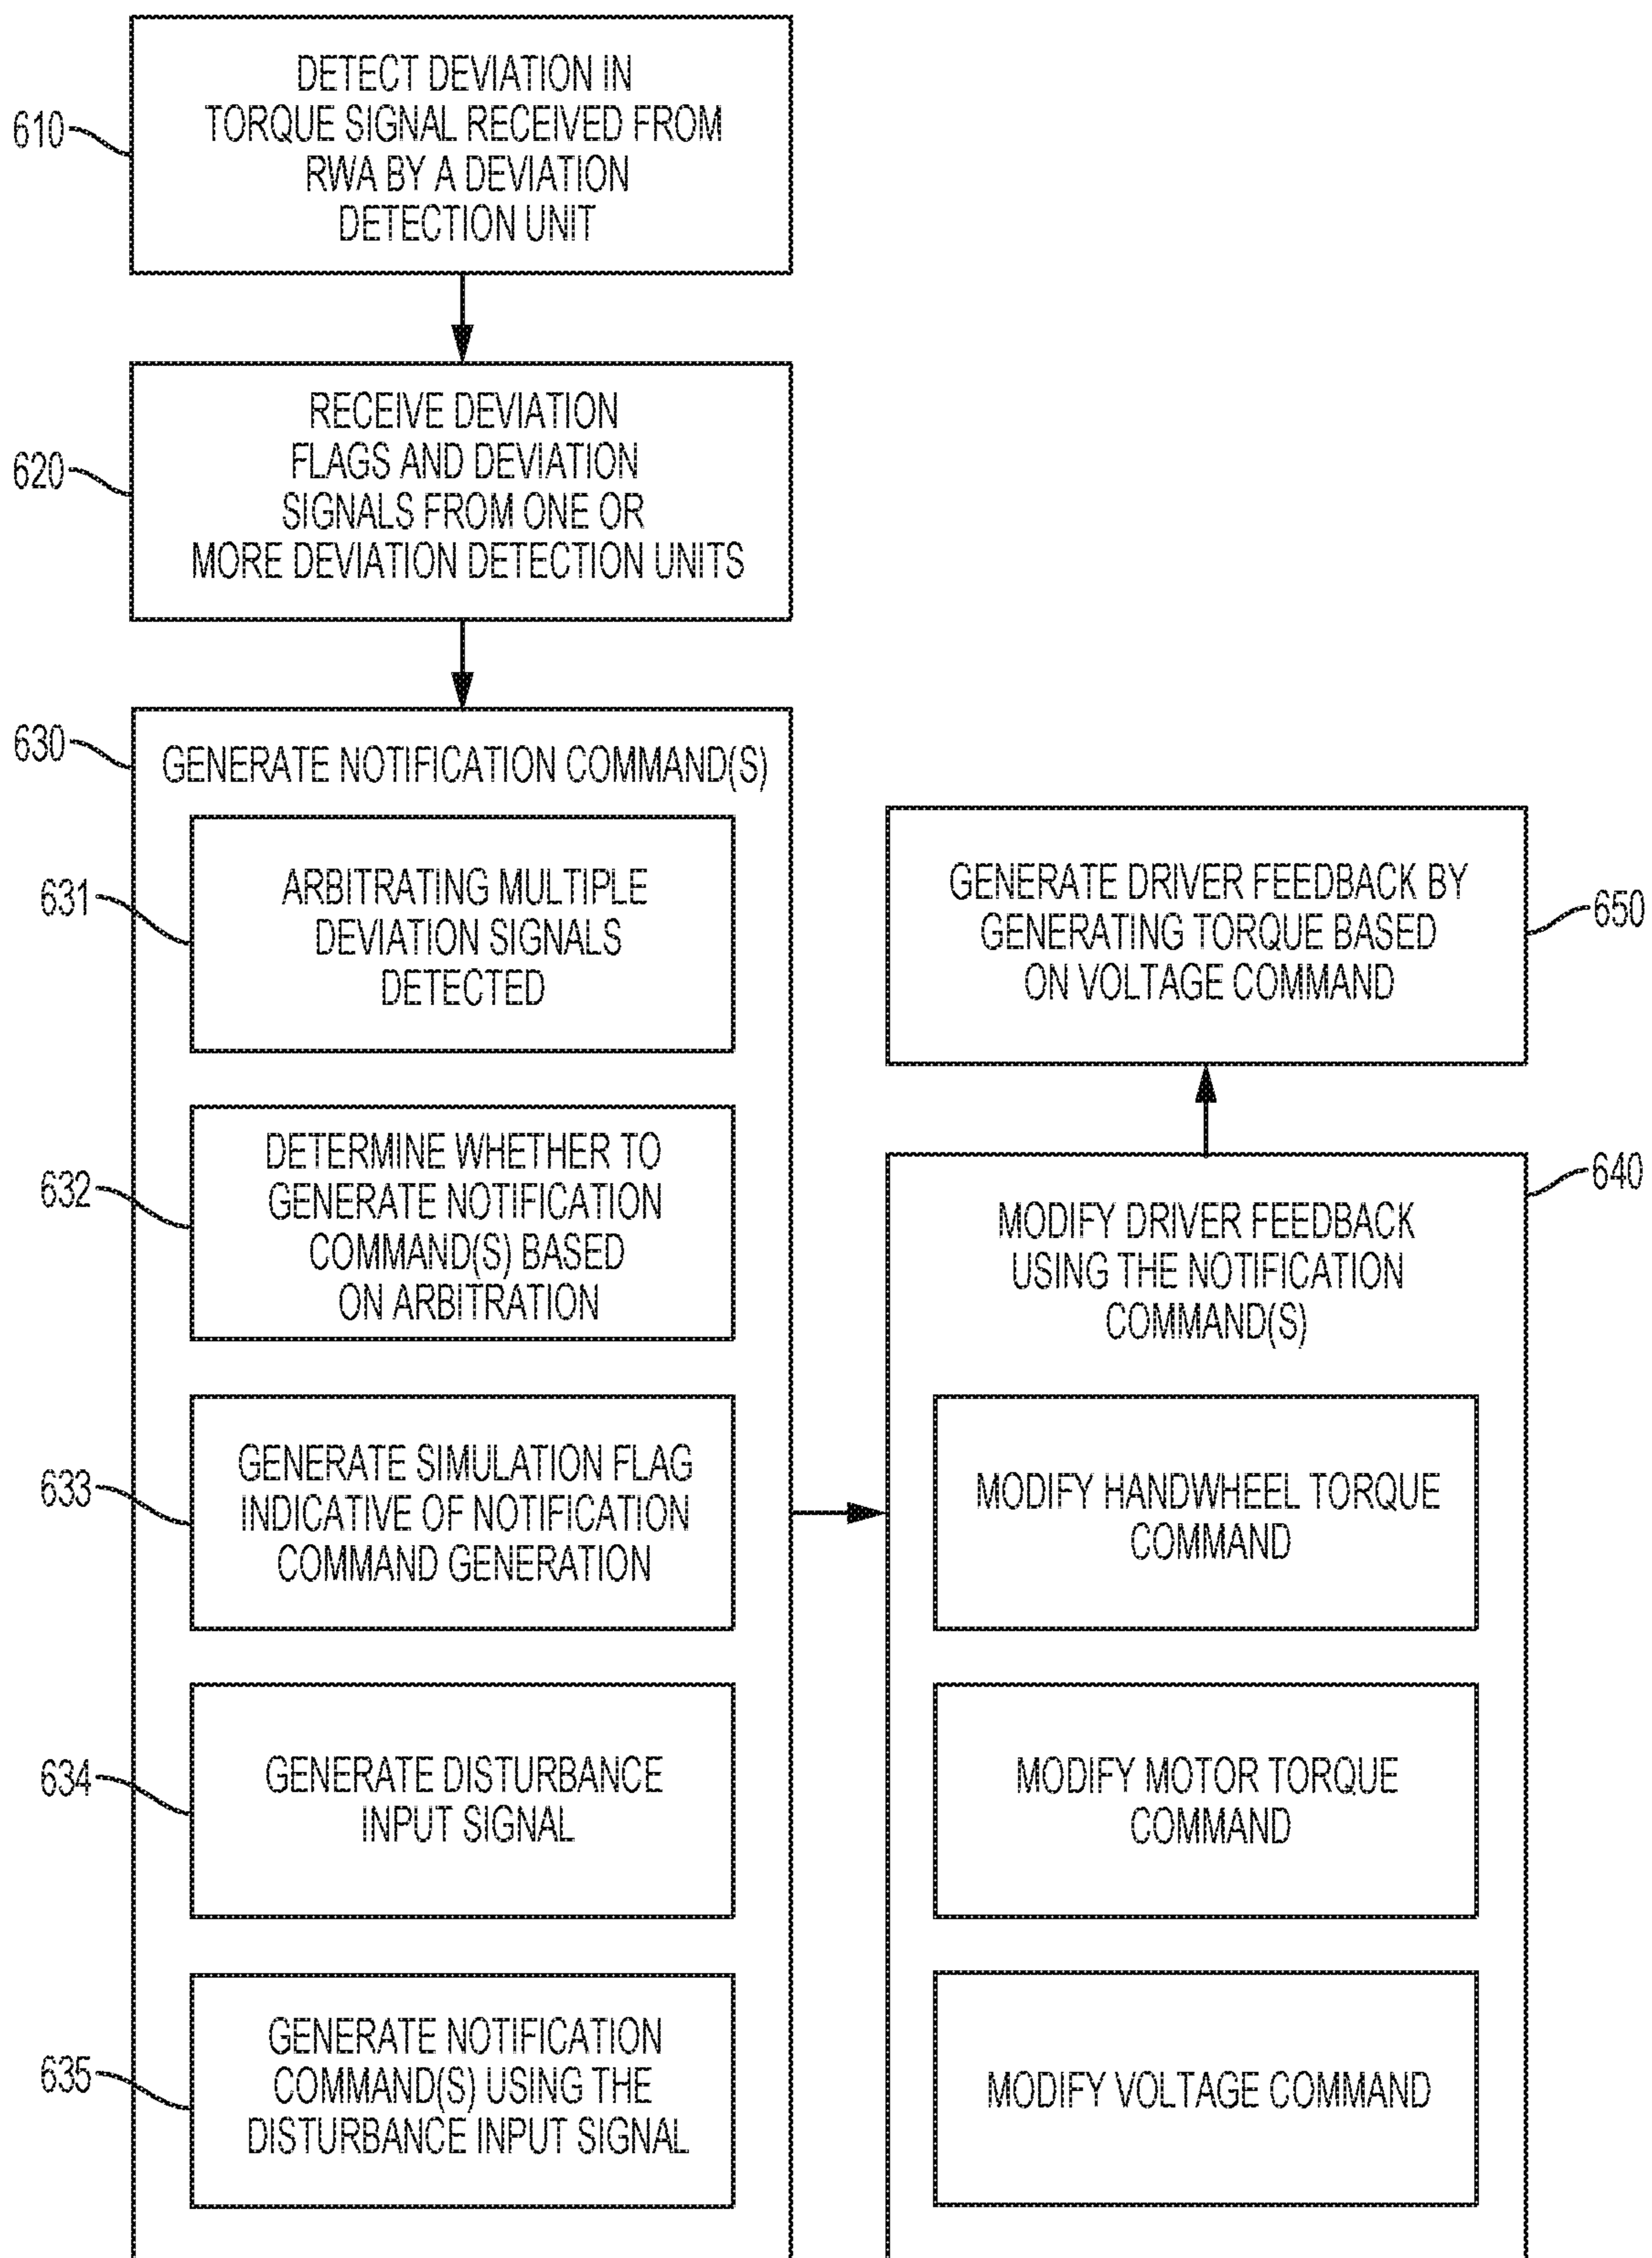 610
DETECT DEVIATION IN
TORQUE SIGNAL RECEIVED FROM
RWA BY A DEVIATION
DETECTION UNIT
620
RECEIVE DEVIATION
FLAGS AND DEVIATION
SIGNALS FROM ONE OR
MORE DEVIATION DETECTION UNITS
630
GENERATE NOTIFICATION COMMAND(S)
631
ARBITRATING MULTIPLE
DEVIATION SIGNALS
DETECTED
632
DETERMINE WHETHER TO
GENERATE NOTIFICATION
COMMAND(S) BASED
ON ARBITRATION
633
GENERATE SIMULATION FLAG
INDICATIVE OF NOTIFICATION
COMMAND GENERATION
634
GENERATE DISTURBANCE
INPUT SIGNAL
635
GENERATE NOTIFICATION
COMMAND(S) USING THE
DISTURBANCE INPUT SIGNAL
640
MODIFY DRIVER FEEDBACK
USING THE NOTIFICATION
COMMAND(S)
MODIFY HANDWHEEL TORQUE
COMMAND
MODIFY MOTOR TORQUE
COMMAND
MODIFY VOLTAGE COMMAND
650
GENERATE DRIVER FEEDBACK BY
GENERATING TORQUE BASED
ON VOLTAGE COMMAND